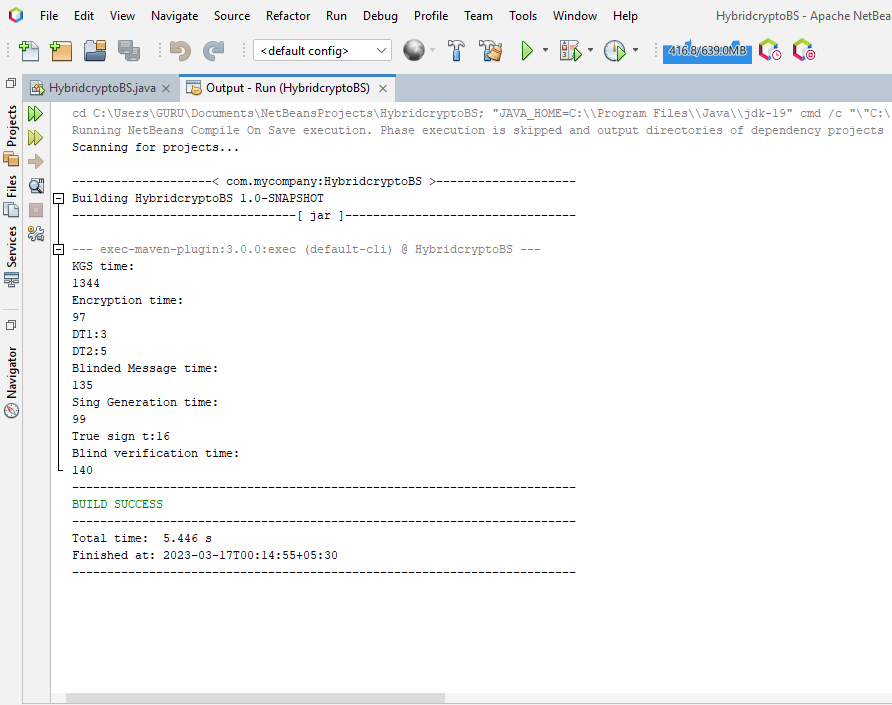 File Edit View Navigate Source Refactor Run Debug Profile Team Tools Window Help HybridcryptoBS - Apache NetBea
<default config> 416.8/639.0MB
HybridcryptoBS.java Output - Run (HybridcryptoBS)
Projects
Files
Services
Navigator
cd C:\Users\GURU\Documents\NetBeansProjects\HybridcryptoBS; "JAVA_HOME=C:\\Program Files\\Java\\jdk-19" cmd /c "\"C:\
Running NetBeans Compile On Save execution. Phase execution is skipped and output directories of dependency projects
Scanning for projects...
--------------------< com.mycompany:HybridcryptoBS >--------------------
Building HybridcryptoBS 1.0-SNAPSHOT
--------------------------------[ jar ]---------------------------------
--- exec-maven-plugin:3.0.0:exec (default-cli) @ HybridcryptoBS ---
KGS time:
1344
Encryption time:
97
DT1:3
DT2:5
Blinded Message time:
135
Sing Generation time:
99
True sign t:16
Blind verification time:
140
------------------------------------------------------------------------
BUILD SUCCESS
------------------------------------------------------------------------
Total time:  5.446 s
Finished at: 2023-03-17T00:14:55+05:30
------------------------------------------------------------------------